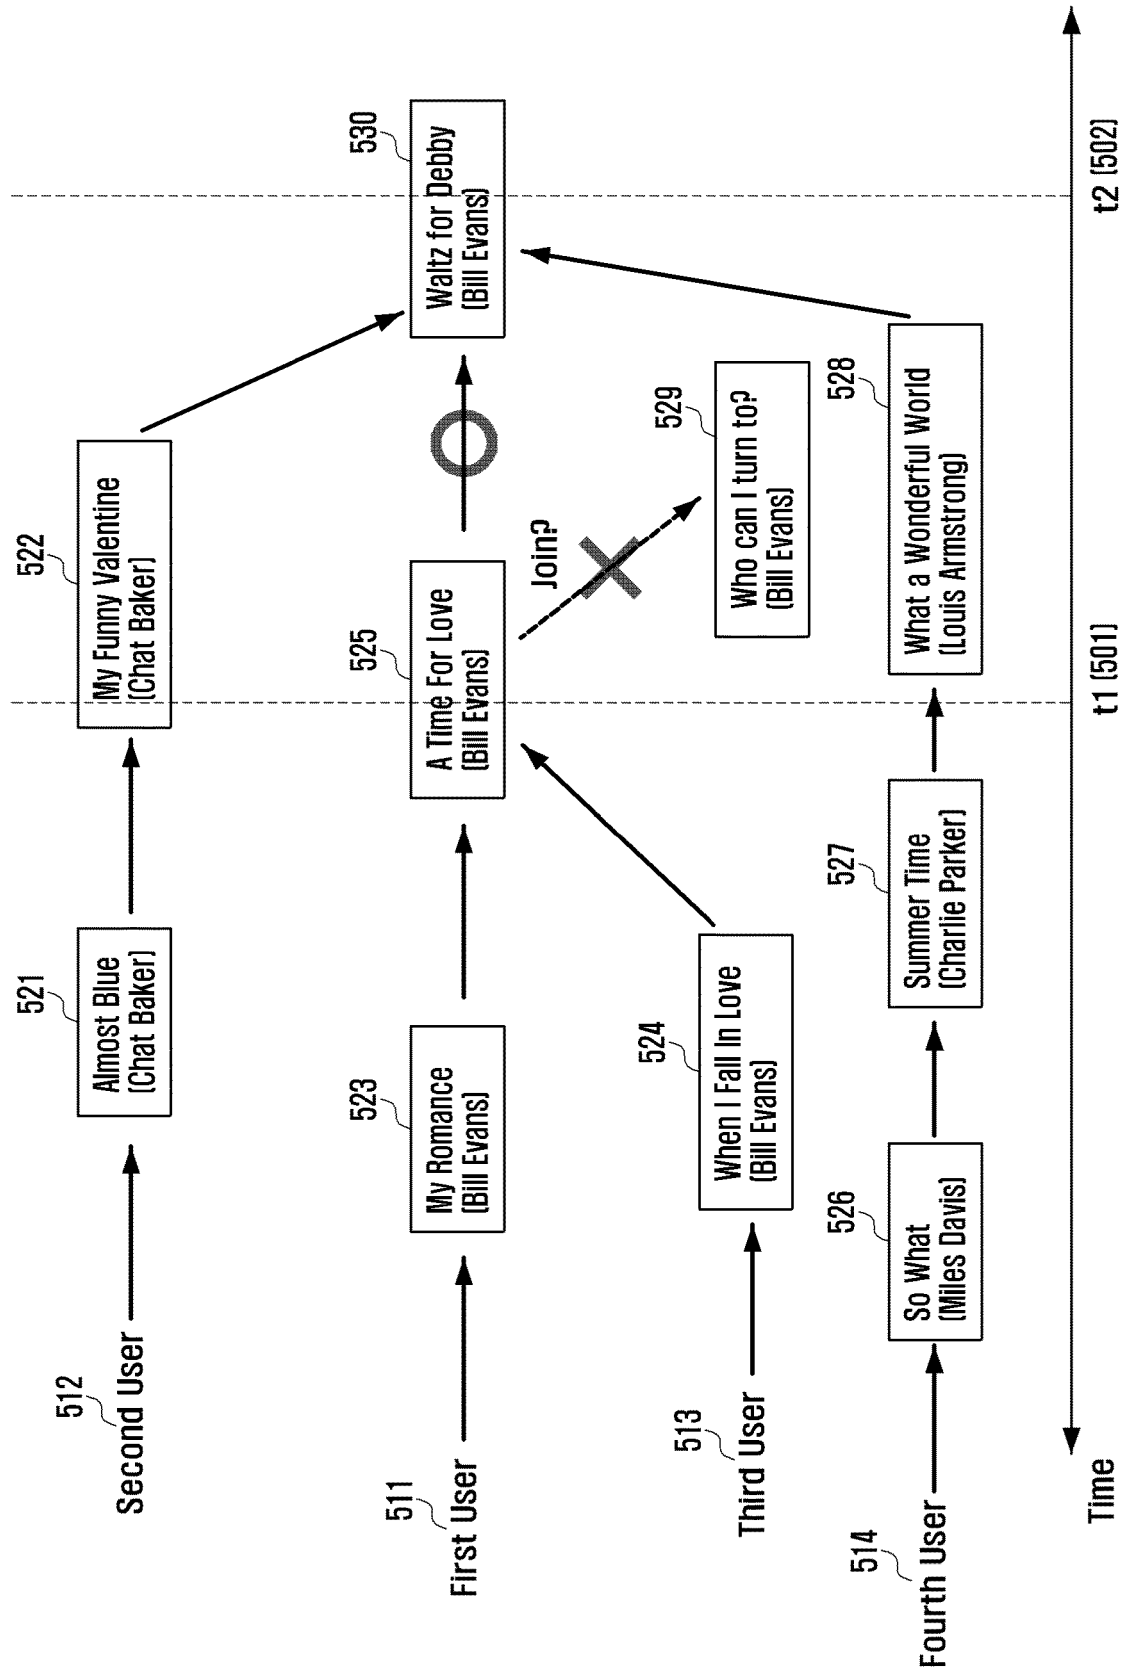 512
Second User
521
Almost Blue
(Chat Baker)
522
My Funny Valentine
(Chat Baker)
511
First User
523
My Romance
(Bill Evans)
525
A Time For Love
(Bill Evans)
530
Waltz for Debby
(Bill Evans)
Join?
513
Third User
524
When I Fall In Love
(Bill Evans)
529
Who can I turn to?
(Bill Evans)
514
Fourth User
526
So What
(Miles Davis)
527
Summer Time
(Charlie Parker)
528
What a Wonderful World
(Louis Armstrong)
Time
t1 (501)
t2 (502)